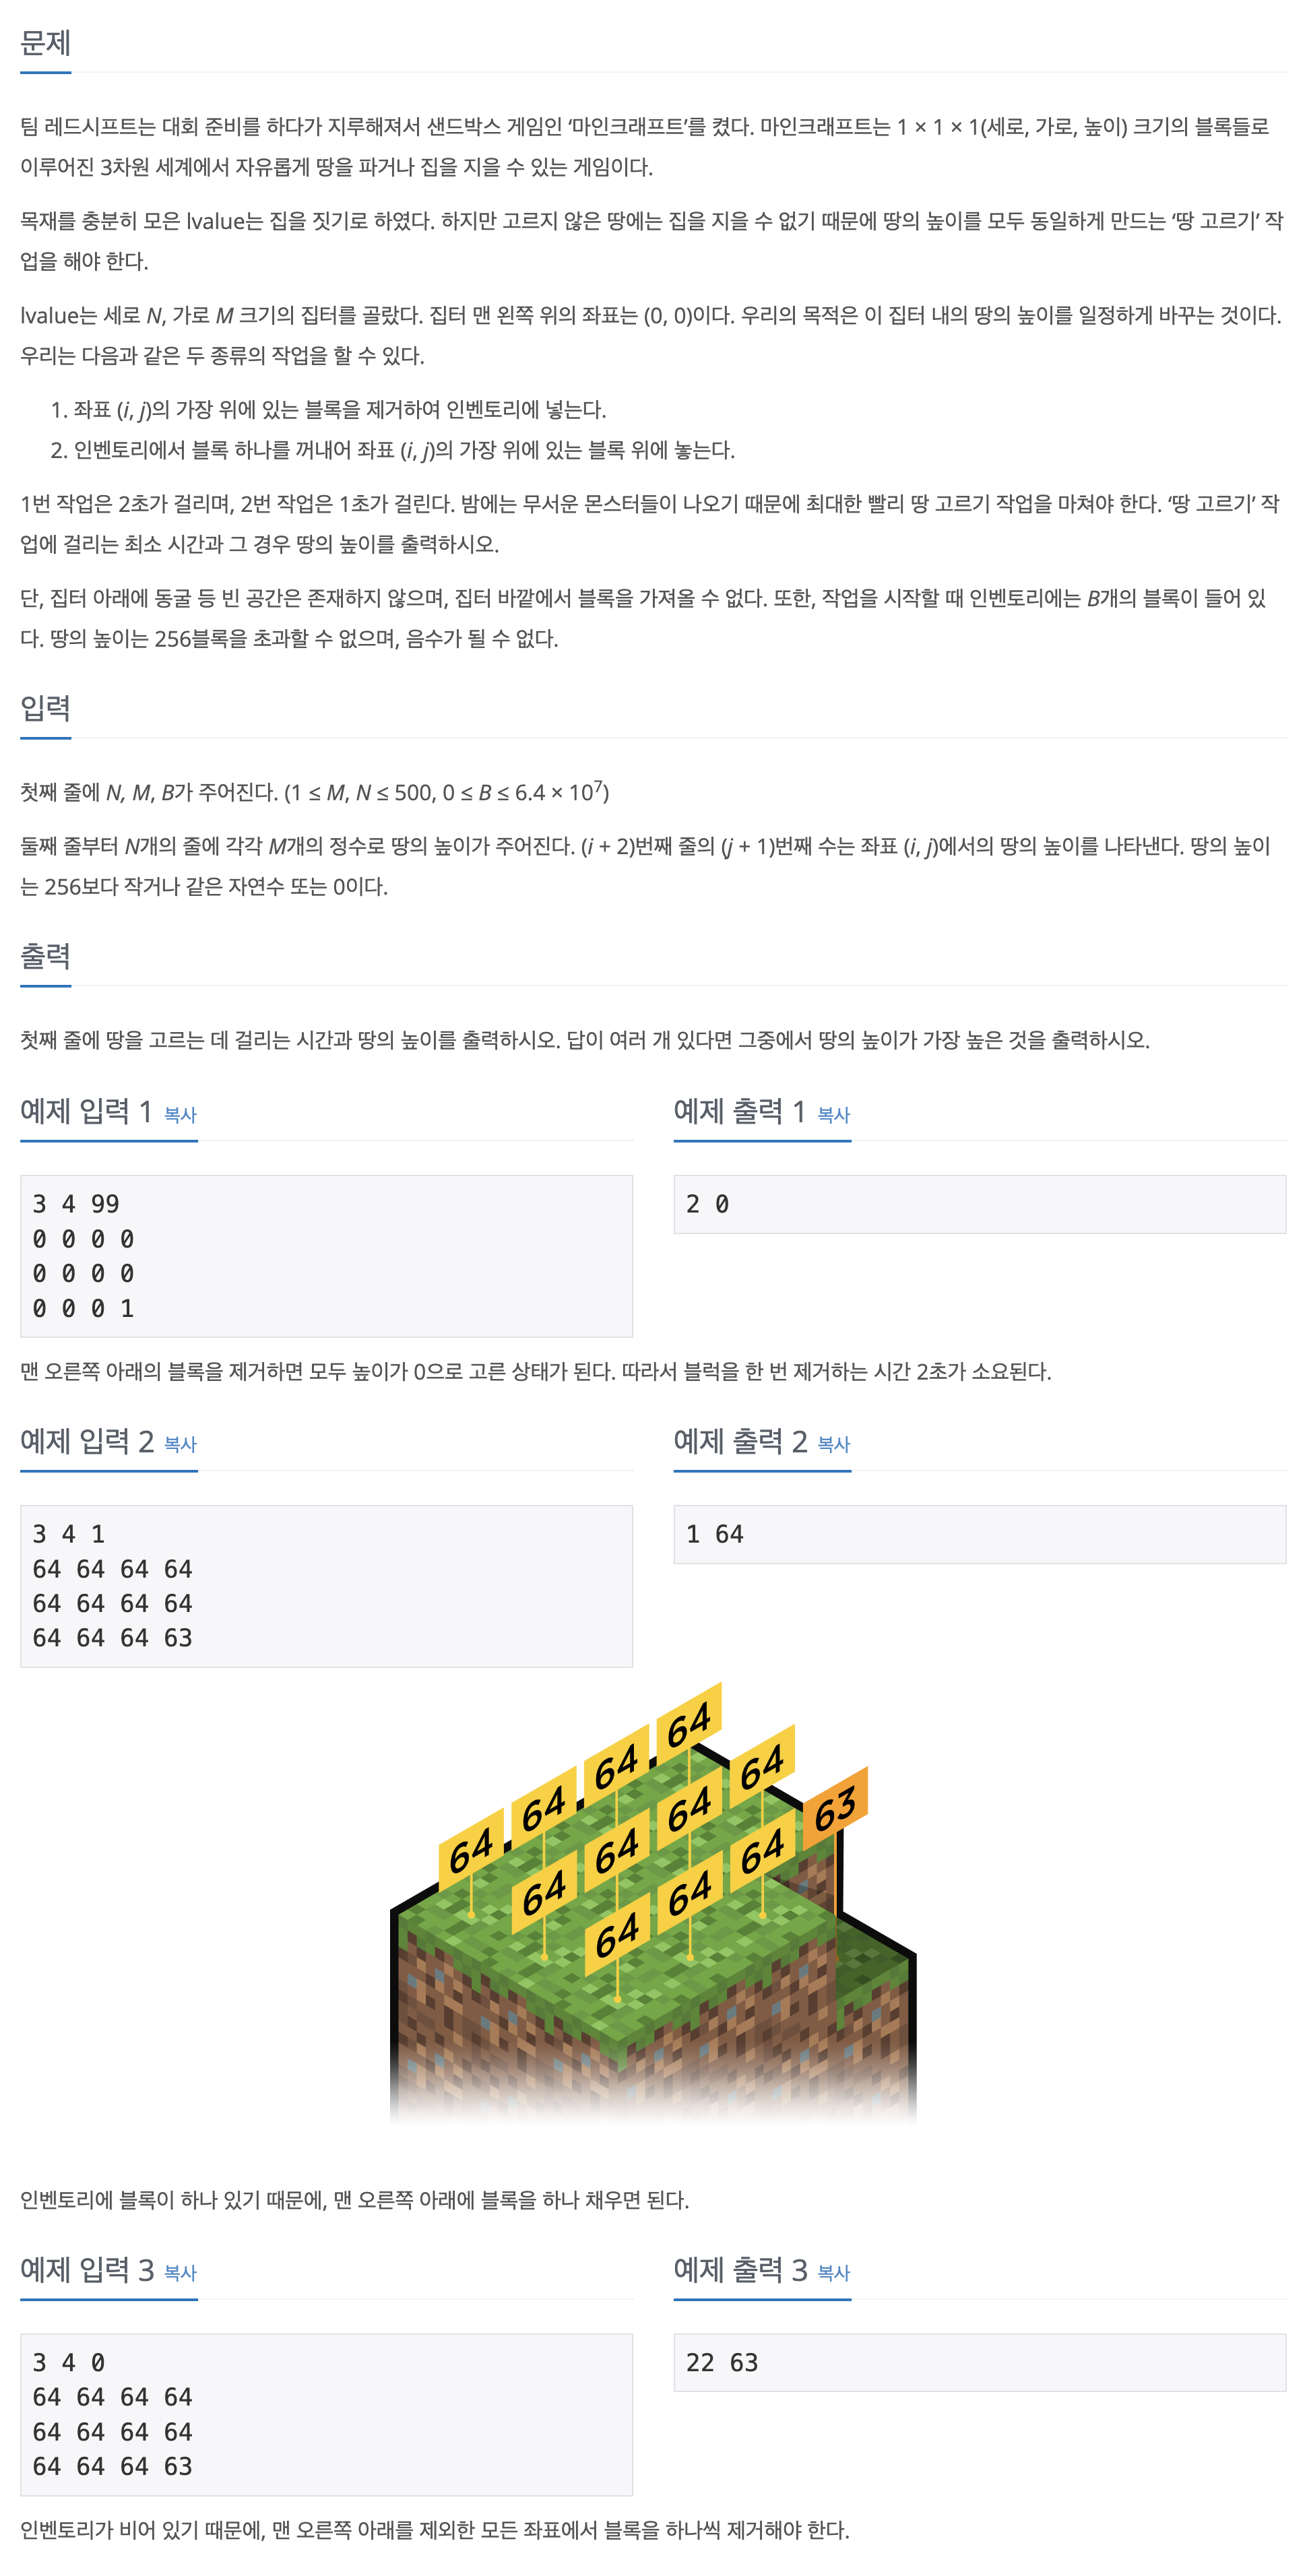 문제
팀 레드시프트는 대회 준비를 하다가 지루해져서 샌드박스 게임인 ‘마인크래프트’를 켰다. 마인크래프트는 1 × 1 × 1(세로, 가로, 높이) 크기의 블록들로
이루어진 3차원 세계에서 자유롭게 땅을 파거나 집을 지을 수 있는 게임이다.
목재를 충분히 모은 lvalue는 집을 짓기로 하였다. 하지만 고르지 않은 땅에는 집을 지을 수 없기 때문에 땅의 높이를 모두 동일하게 만드는 ‘땅 고르기’ 작
업을 해야 한다.
lvalue는 세로 N, 가로 M 크기의 집터를 골랐다. 집터 맨 왼쪽 위의 좌표는 (0, 0)이다. 우리의 목적은 이 집터 내의 땅의 높이를 일정하게 바꾸는 것이다.
우리는 다음과 같은 두 종류의 작업을 할 수 있다.
1. 좌표 (i, j)의 가장 위에 있는 블록을 제거하여 인벤토리에 넣는다.
2. 인벤토리에서 블록 하나를 꺼내어 좌표 (i, j)의 가장 위에 있는 블록 위에 놓는다.
1번 작업은 2초가 걸리며, 2번 작업은 1초가 걸린다. 밤에는 무서운 몬스터들이 나오기 때문에 최대한 빨리 땅 고르기 작업을 마쳐야 한다. ‘땅 고르기’ 작
업에 걸리는 최소 시간과 그 경우 땅의 높이를 출력하시오.
단, 집터 아래에 동굴 등 빈 공간은 존재하지 않으며, 집터 바깥에서 블록을 가져올 수 없다. 또한, 작업을 시작할 때 인벤토리에는 B개의 블록이 들어 있
다. 땅의 높이는 256블록을 초과할 수 없으며, 음수가 될 수 없다.
입력
첫째 줄에 N, M, B가 주어진다. (1 ≤ M, N ≤ 500, 0 ≤ B ≤ 6.4 × 10⁷)
둘째 줄부터 N개의 줄에 각각 M개의 정수로 땅의 높이가 주어진다. (i + 2)번째 줄의 (j + 1)번째 수는 좌표 (i, j)에서의 땅의 높이를 나타낸다. 땅의 높이
는 256보다 작거나 같은 자연수 또는 0이다.
출력
첫째 줄에 땅을 고르는 데 걸리는 시간과 땅의 높이를 출력하시오. 답이 여러 개 있다면 그중에서 땅의 높이가 가장 높은 것을 출력하시오.
예제 입력 1 복사
3 4 99
0 0 0 0
0 0 0 0
0 0 0 1
예제 출력 1 복사
2 0
맨 오른쪽 아래의 블록을 제거하면 모두 높이가 0으로 고른 상태가 된다. 따라서 블럭을 한 번 제거하는 시간 2초가 소요된다.
예제 입력 2 복사
3 4 1
64 64 64 64
64 64 64 64
64 64 64 63
예제 출력 2 복사
1 64
64
64
64
64
64
64
63
64
64
64
64
64
인벤토리에 블록이 하나 있기 때문에, 맨 오른쪽 아래에 블록을 하나 채우면 된다.
예제 입력 3 복사
3 4 0
64 64 64 64
64 64 64 64
64 64 64 63
예제 출력 3 복사
22 63
인벤토리가 비어 있기 때문에, 맨 오른쪽 아래를 제외한 모든 좌표에서 블록을 하나씩 제거해야 한다.